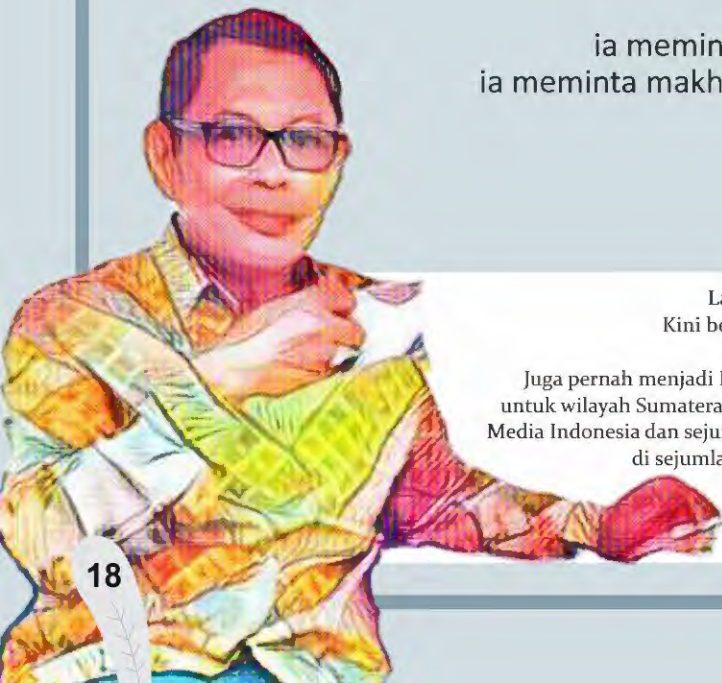 ia memin
ia meminta makh
La
Kini be
Juga pernah menjadi
untuk wilayah Sumatera
Media Indonesia dan seju
di sejumla
18